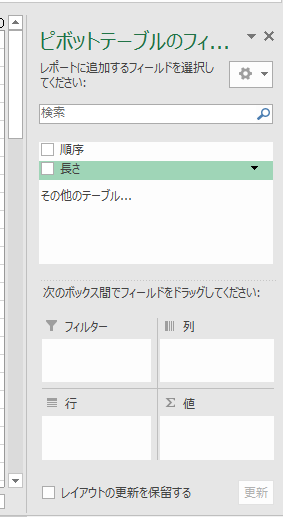 ピボットテーブルのフィ...
レポートに追加するフィールドを選択し
てください:
検索
順序
長さ
その他のテーブル...
次のボックス間でフィールドをドラッグしてください:
フィルター
列
行
Σ 値
レイアウトの更新を保留する
更新